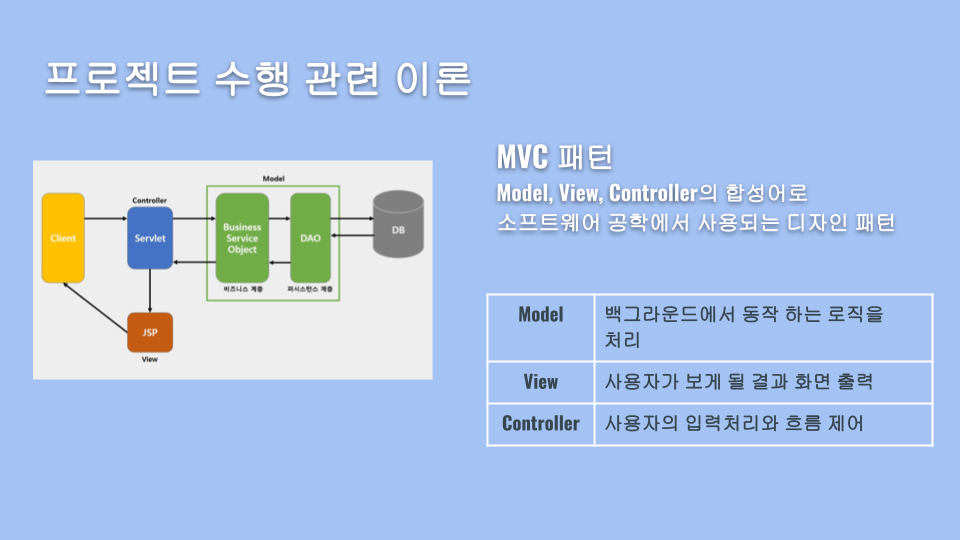 프로젝트 수행 관련 이론
Model
Controller
Client
Servlet
Business
Service
Object
DAO
DB
비즈니스 계층
퍼시스턴스 계층
JSP
View
MVC 패턴
Model, View, Controller의 합성어로
소프트웨어 공학에서 사용되는 디자인 패턴
Model
백그라운드에서 동작 하는 로직을
처리
View
사용자가 보게 될 결과 화면 출력
Controller
사용자의 입력처리와 흐름 제어